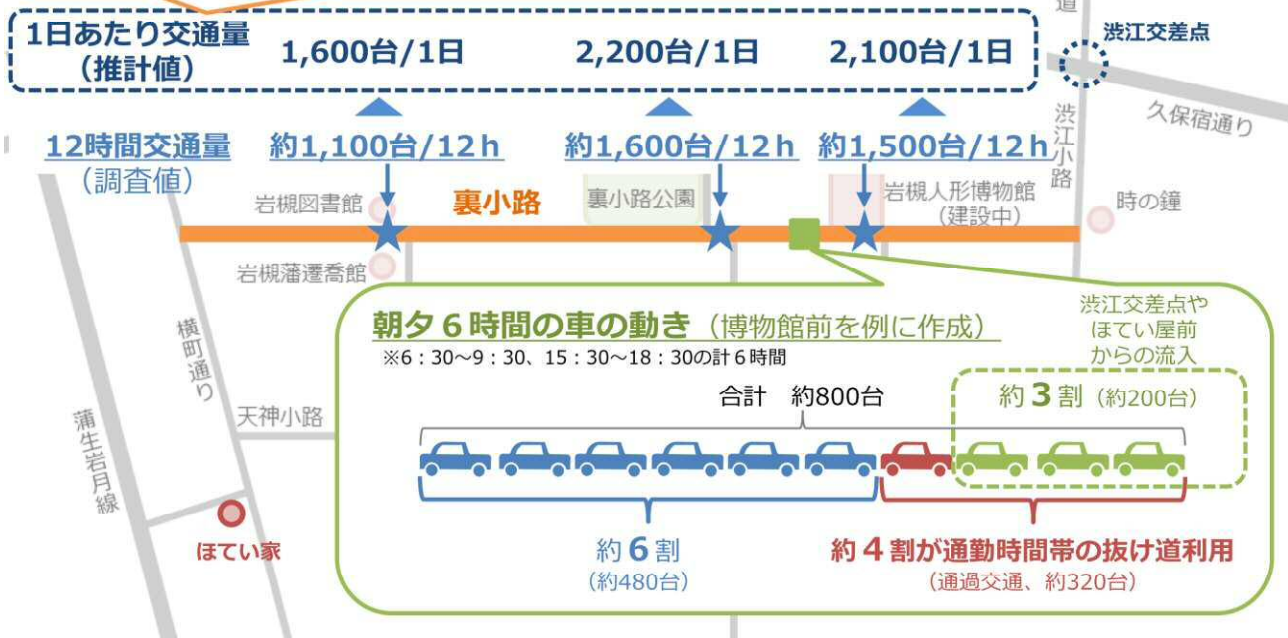 道
1日あたり交通量
（推計値）
1,600台/1日
2,200台/1日
2,100台/1日
渋江交差点
久保宿通り
12時間交通量
（調査値）
約1,100台/12h
約1,600台/12h
約1,500台/12h
渋江小路
岩槻図書館
裏小路
裏小路公園
岩槻人形博物館
（建設中）
時の鐘
岩槻藩遷喬館
横町通り
朝夕６時間の車の動き（博物館前を例に作成）
※6：30～9：30、15：30～18：30の計６時間
渋江交差点や
ほてい屋前
からの流入
合計　約800台
約３割（約200台）
天神小路
蒲生岩月線
ほてい家
約６割
（約480台）
約４割が通勤時間帯の抜け道利用
（通過交通、約320台）